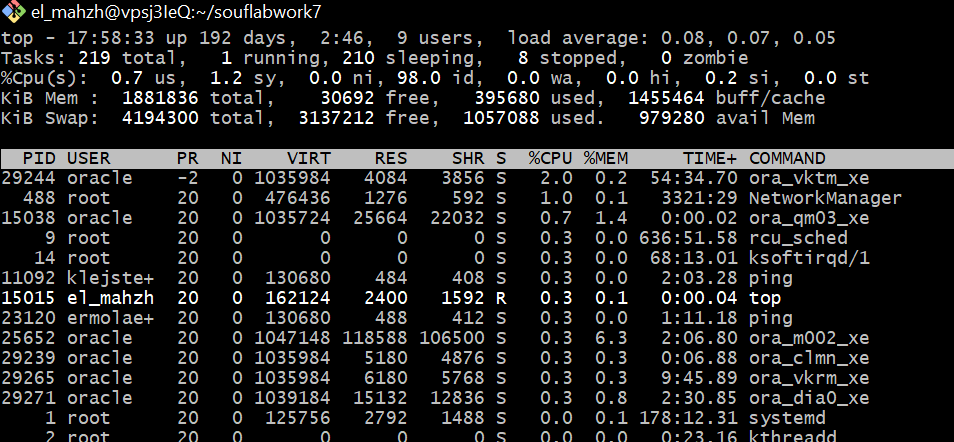 el_mahzh@vpsj3IeQ:~/souflabwork7
top - 17:58:33 up 192 days,  2:46,  9 users,  load average: 0.08, 0.07, 0.05
Tasks: 219 total,   1 running, 210 sleeping,   8 stopped,   0 zombie
%Cpu(s):  0.7 us,  1.2 sy,  0.0 ni, 98.0 id,  0.0 wa,  0.0 hi,  0.2 si,  0.0 st
KiB Mem :  1881836 total,    30692 free,   395680 used,  1455464 buff/cache
KiB Swap:  4194300 total,  3137212 free,  1057088 used.   979280 avail Mem
PID USER      PR  NI    VIRT    RES    SHR S  %CPU %MEM     TIME+ COMMAND
29244 oracle    -2   0 1035984   4084   3856 S   2.0  0.2  54:34.70 ora_vktm_xe
488 root      20   0  476436   1276    592 S   1.0  0.1   3321:29 NetworkManager
15038 oracle    20   0 1035724  25664  22032 S   0.7  1.4   0:00.02 ora_qm03_xe
9 root      20   0       0      0      0 S   0.3  0.0 636:51.58 rcu_sched
14 root      20   0       0      0      0 S   0.3  0.0  68:13.01 ksoftirqd/1
11092 klejste+  20   0  130680    484    408 S   0.3  0.0   2:03.28 ping
15015 el_mahzh  20   0  162124   2400   1592 R   0.3  0.1   0:00.04 top
23120 ermolae+  20   0  130680    488    412 S   0.3  0.0   1:11.18 ping
25652 oracle    20   0 1047148 118588 106500 S   0.3  6.3   2:06.80 ora_m002_xe
29239 oracle    20   0 1035984   5180   4876 S   0.3  0.3   0:06.88 ora_clmn_xe
29265 oracle    20   0 1035984   6180   5768 S   0.3  0.3   9:45.89 ora_vkrm_xe
29271 oracle    20   0 1039184  15132  12836 S   0.3  0.8   2:30.85 ora_dia0_xe
1 root      20   0  125756   2792   1488 S   0.0  0.1 178:12.31 systemd
2 root      20   0       0      0      0 S   0.0  0.0   0:23.16 kthreadd